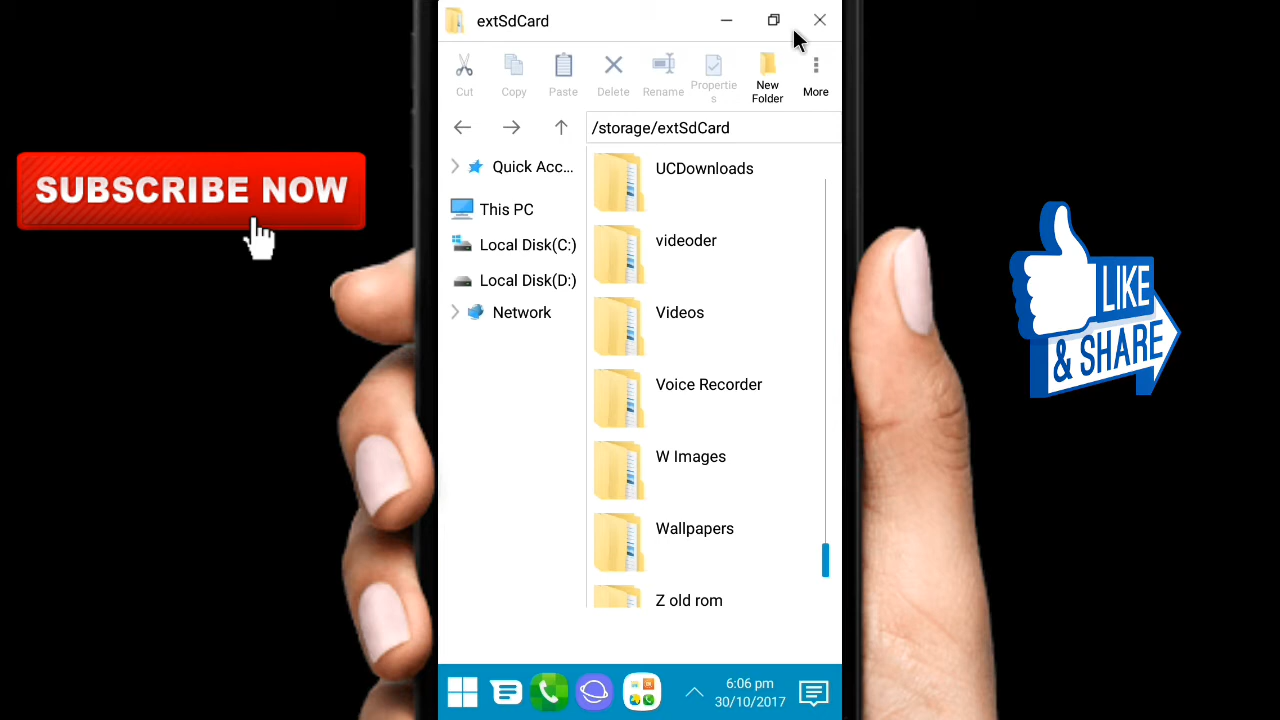 extSdCard
Cut
Copy
Paste
Delete
Rename
Propertie
s
New
Folder
More
/storage/extSdCard
Quick Acc...
This PC
Local Disk(C:)
Local Disk(D:)
Network
UCDownloads
videoder
Videos
Voice Recorder
W Images
Wallpapers
Z old rom
6:06 pm
30/10/2017
SUBSCRIBE NOW
LIKE
& SHARE